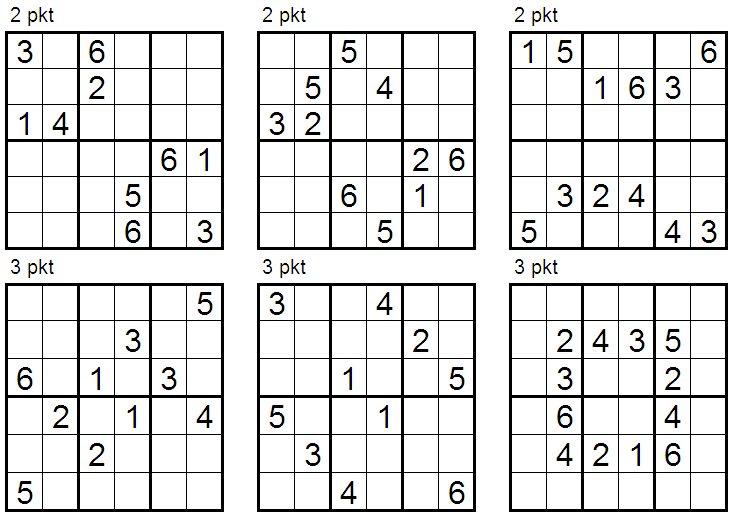 2 pkt 2 pkt 2 pkt
3 6 5 1 5 6
2 5 4 1 6 3
1 4 3 2
6 1 2 6
5 6 1 3 2 4
6 3 5 5 4 3
3 pkt 3 pkt 3 pkt
5 3 4
3 2 2 4 3 5
6 1 3 1 5 3 2
2 1 4 5 1 6 4
2 3 4 2 1 6
5 4 6